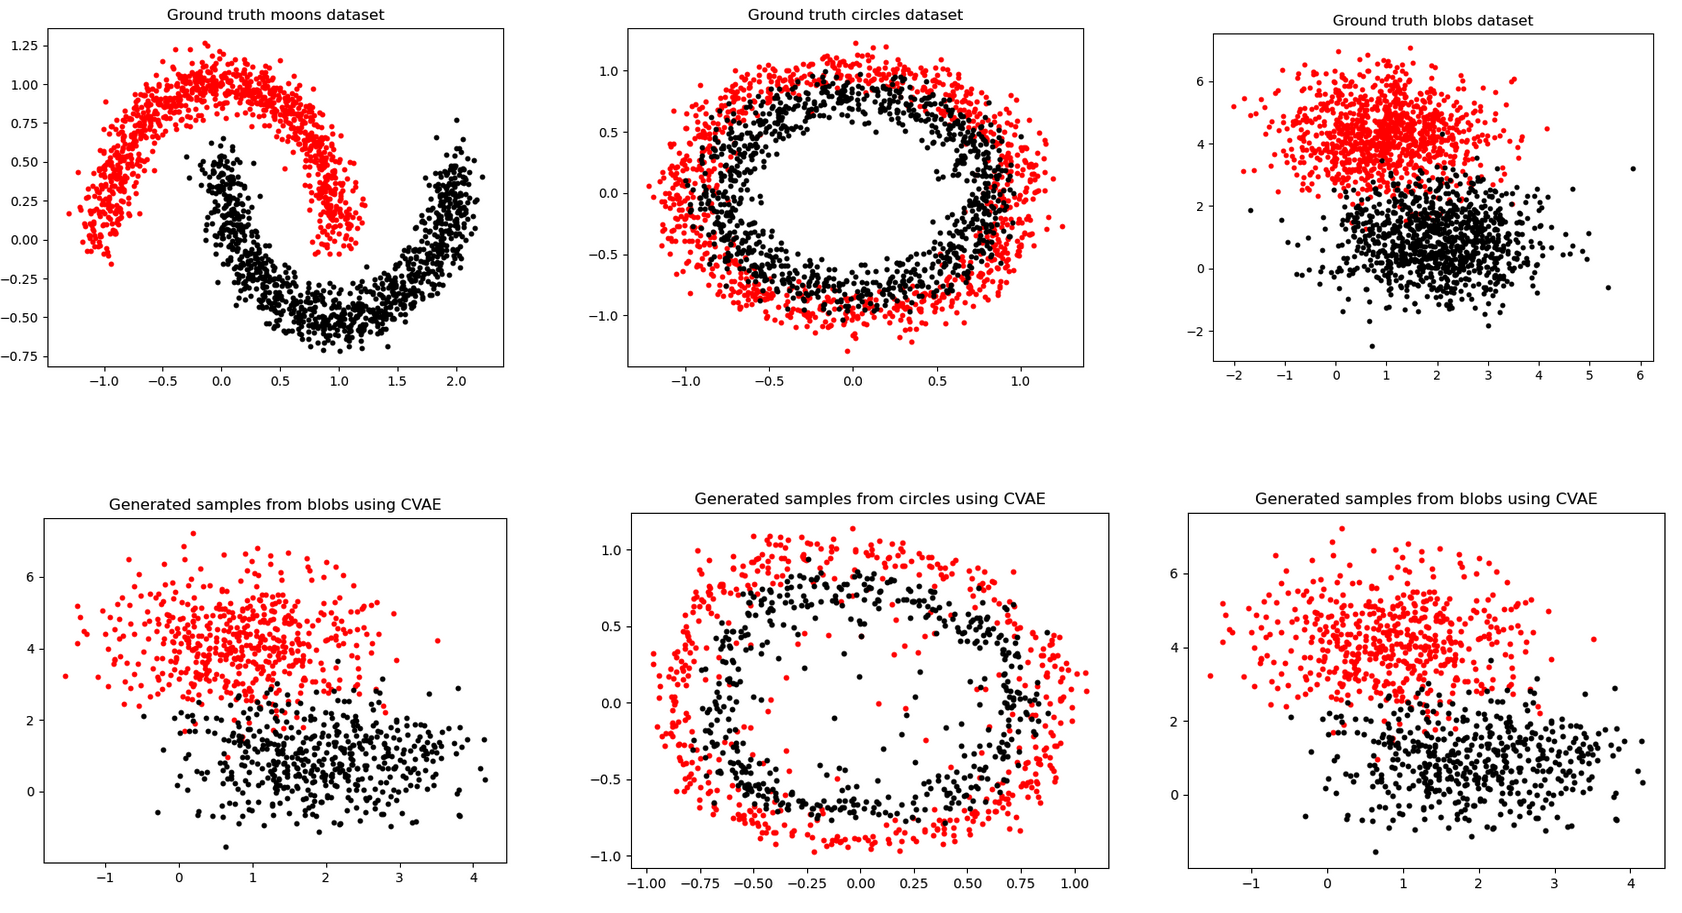 Ground truth moons dataset
1.25
1.00
0.75
0.50
0.25
0.00
−0.25
−0.50
−0.75
−1.0 −0.5 0.0 0.5 1.0 1.5 2.0
Ground truth circles dataset
1.0
0.5
0.0
−0.5
−1.0
−1.0 −0.5 0.0 0.5 1.0
Ground truth blobs dataset
6
4
2
0
−2
−2 −1 0 1 2 3 4 5 6
Generated samples from blobs using CVAE
6
4
2
0
−1 0 1 2 3 4
Generated samples from circles using CVAE
1.0
0.5
0.0
−0.5
−1.0
−1.00 −0.75 −0.50 −0.25 0.00 0.25 0.50 0.75 1.00
Generated samples from blobs using CVAE
6
4
2
0
−1 0 1 2 3 4